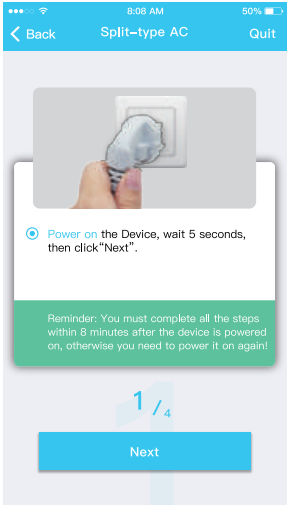 8:08 AM
50%
Back
Split-type AC
Quit
Power on the Device, wait 5 seconds,
then click“Next”.
Reminder: You must complete all the steps
within 8 minutes after the device is powered
on, otherwise you need to power it on again!
1/4
Next